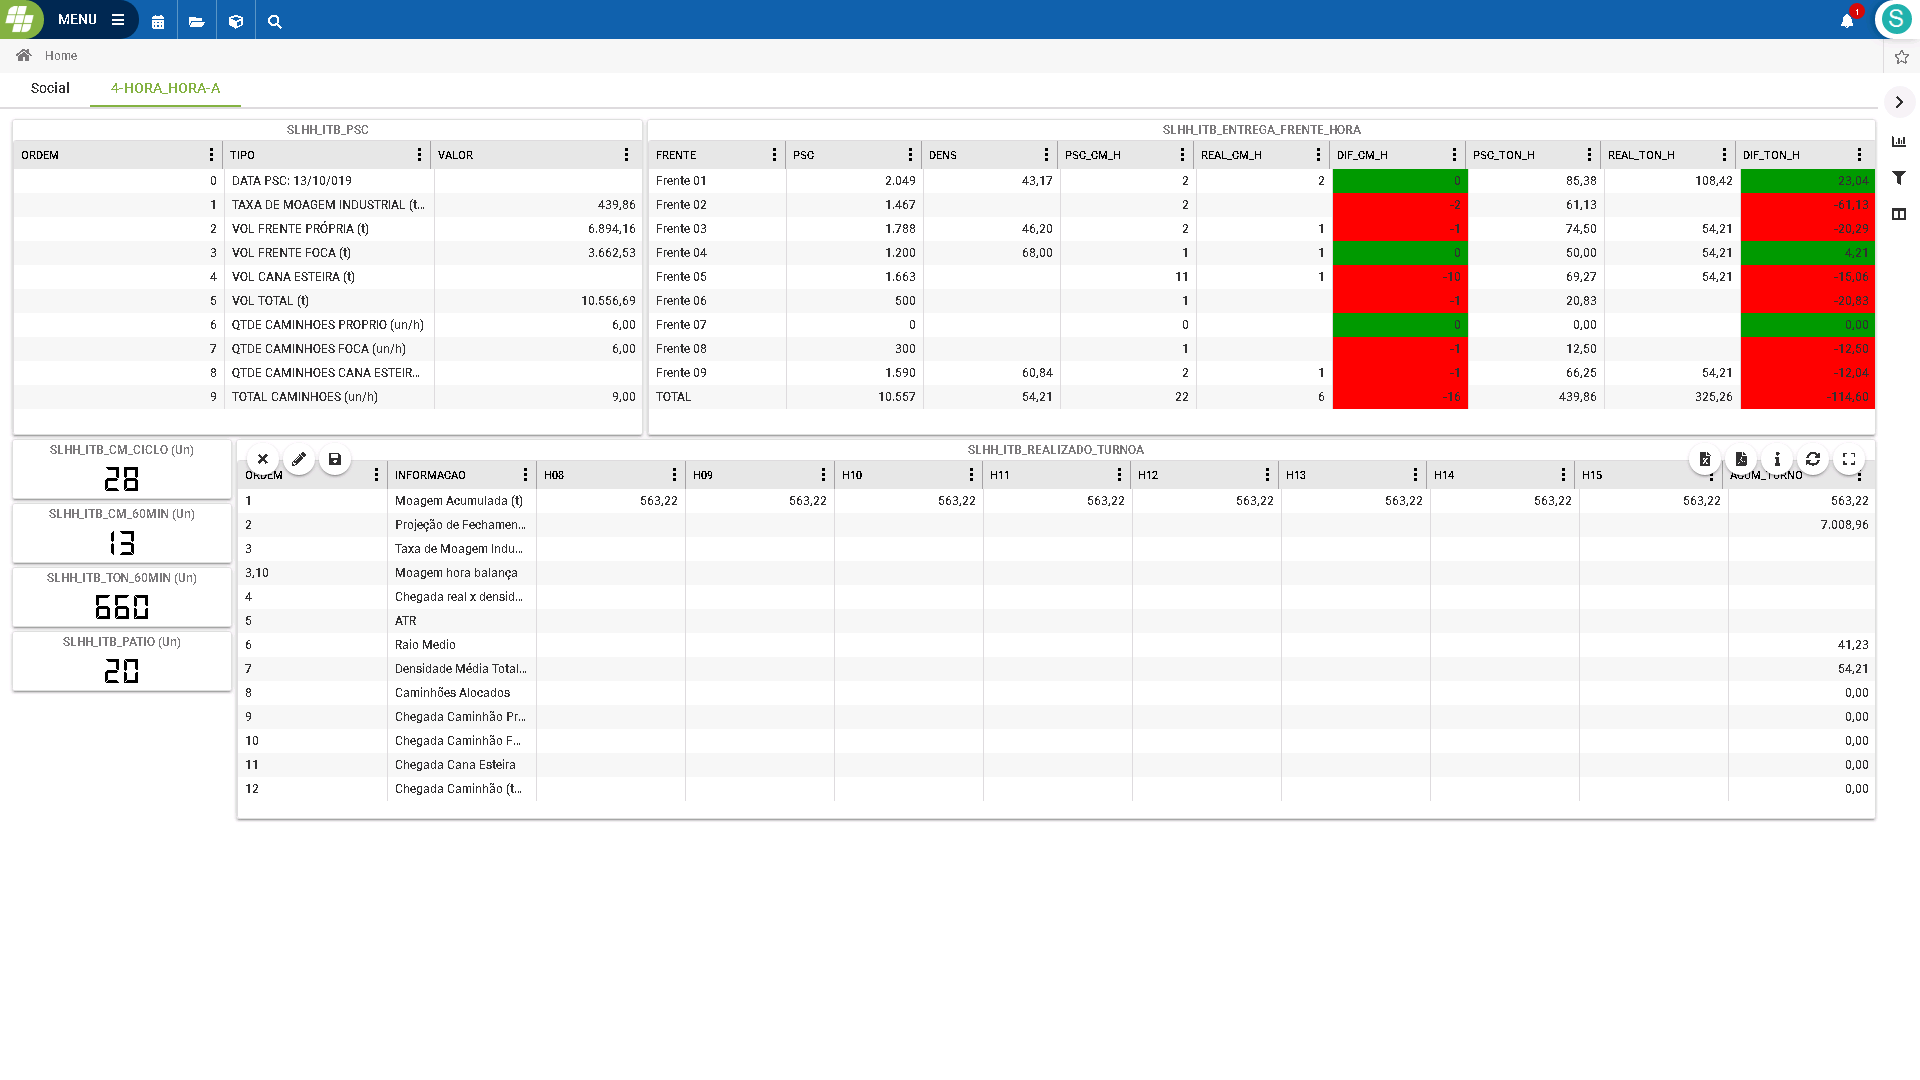 MENU
1
S
Home
Social
4-HORA_HORA-A
SLHH_ITB_PSC
ORDEM TIPO VALOR
0 DATA PSC: 13/10/019
1 TAXA DE MOAGEM INDUSTRIAL (t... 439,86
2 VOL FRENTE PRÓPRIA (t) 6.894,16
3 VOL FRENTE FOCA (t) 3.662,53
4 VOL CANA ESTEIRA (t)
5 VOL TOTAL (t) 10.556,69
6 QTDE CAMINHOES PROPRIO (un/h) 6,00
7 QTDE CAMINHOES FOCA (un/h) 6,00
8 QTDE CAMINHOES CANA ESTEIR...
9 TOTAL CAMINHOES (un/h) 9,00
SLHH_ITB_ENTREGA_FRENTE_HORA
FRENTE PSC DENS PSC_CM_H REAL_CM_H DIF_CM_H PSC_TON_H REAL_TON_H DIF_TON_H
Frente 01 2.049 43,17 2 2 0 85,38 108,42 23,04
Frente 02 1.467 2 -2 61,13 -61,13
Frente 03 1.788 46,20 2 1 -1 74,50 54,21 -20,29
Frente 04 1.200 68,00 1 1 0 50,00 54,21 4,21
Frente 05 1.663 11 1 -10 69,27 54,21 -15,06
Frente 06 500 1 -1 20,83 -20,83
Frente 07 0 0 0 0,00 0,00
Frente 08 300 1 -1 12,50 -12,50
Frente 09 1.590 60,84 2 1 -1 66,25 54,21 -12,04
TOTAL 10.557 54,21 22 6 -16 439,86 325,26 -114,60
SLHH_ITB_CM_CICLO (Un)
28
SLHH_ITB_CM_60MIN (Un)
13
SLHH_ITB_TON_60MIN (Un)
660
SLHH_ITB_PATIO (Un)
20
SLHH_ITB_REALIZADO_TURNOA
ORDEM INFORMACAO H08 H09 H10 H11 H12 H13 H14 H15 ACUM_TURNO
1 Moagem Acumulada (t) 563,22 563,22 563,22 563,22 563,22 563,22 563,22 563,22 563,22
2 Projeção de Fechamen... 7.008,96
3 Taxa de Moagem Indu...
3,10 Moagem hora balança
4 Chegada real x densid...
5 ATR
6 Raio Medio 41,23
7 Densidade Média Total... 54,21
8 Caminhões Alocados 0,00
9 Chegada Caminhão Pr... 0,00
10 Chegada Caminhão F... 0,00
11 Chegada Cana Esteira 0,00
12 Chegada Caminhão (t... 0,00